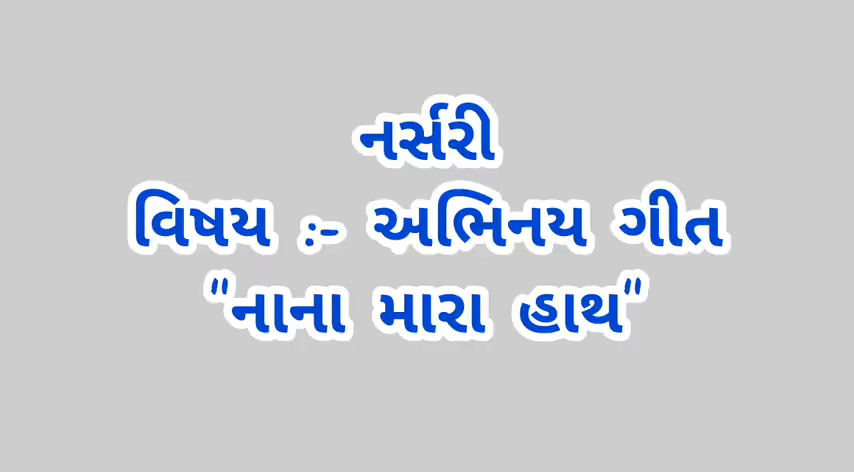 નર્સરી
વિષય :- અભિનય ગીત
"નાના મારા હાથ"